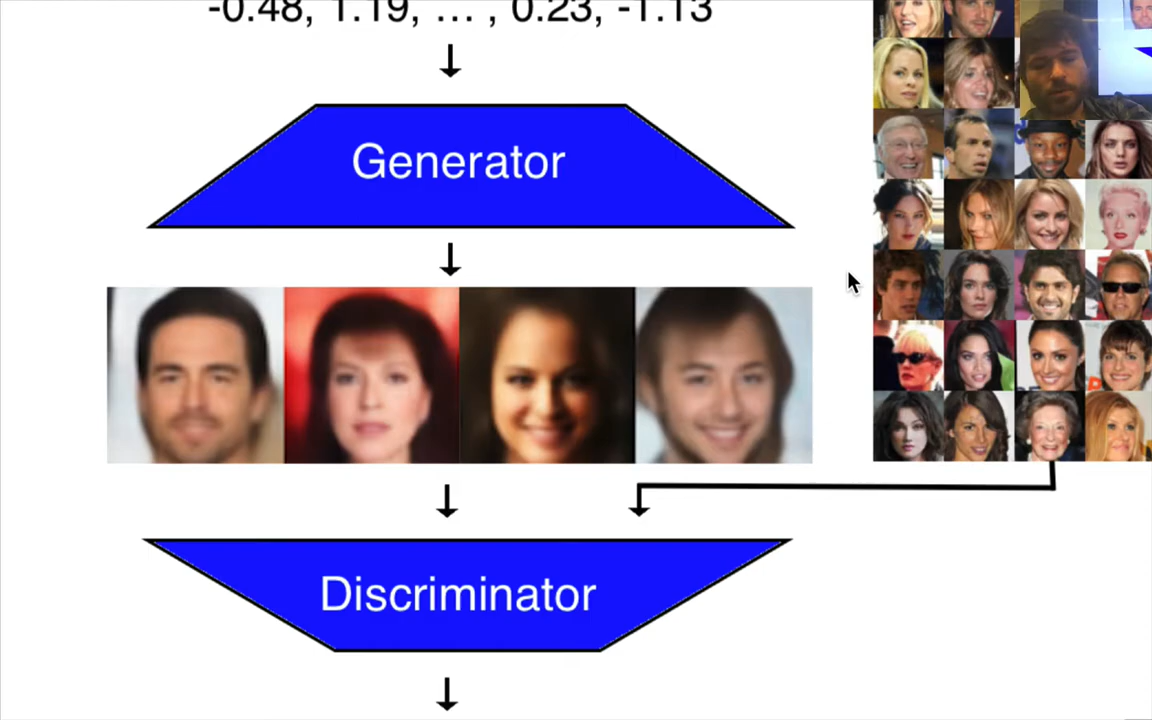 -0.48, 1.19, ... , 0.23, -1.13
Generator
Discriminator